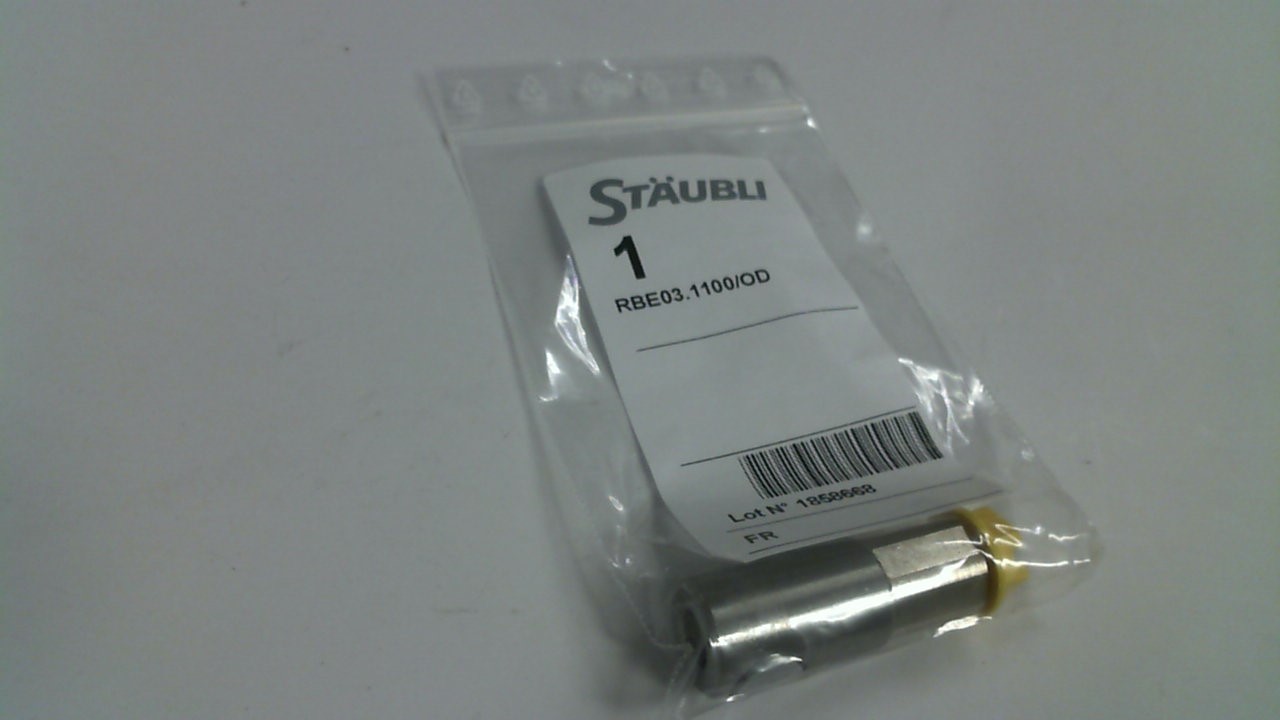 STÄUBLI
1
RBE03.1100/OD
Lot N° 1858668
FR